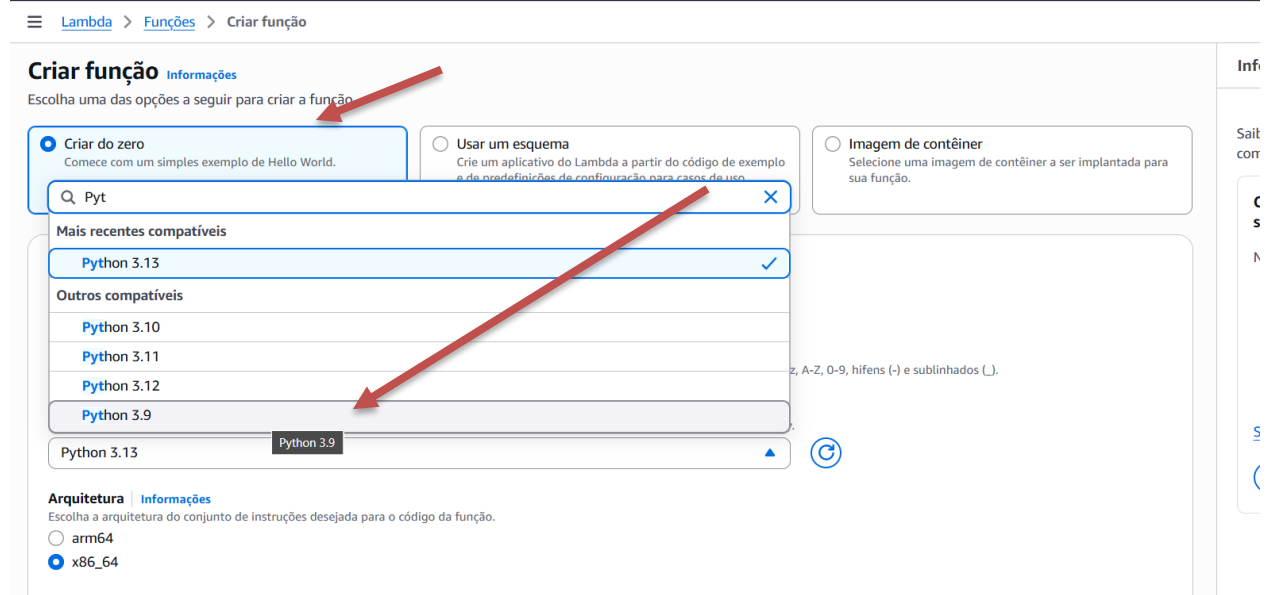 Lambda > Funções > Criar função
Criar função Informações
Escolha uma das opções a seguir para criar a função.
Criar do zero
Comece com um simples exemplo de Hello World.
Usar um esquema
Crie um aplicativo do Lambda a partir do código de exemplo
e de predefinições de configuração para casos de uso
Imagem de contêiner
Selecione uma imagem de contêiner a ser implantada para
sua função.
Pyt
Mais recentes compatíveis
Python 3.13
Outros compatíveis
Python 3.10
Python 3.11
Python 3.12
Python 3.9
z, A-Z, 0-9, hifens (-) e sublinhados (_).
Python 3.9
Python 3.13
Arquitetura Informações
Escolha a arquitetura do conjunto de instruções desejada para o código da função.
arm64
x86_64